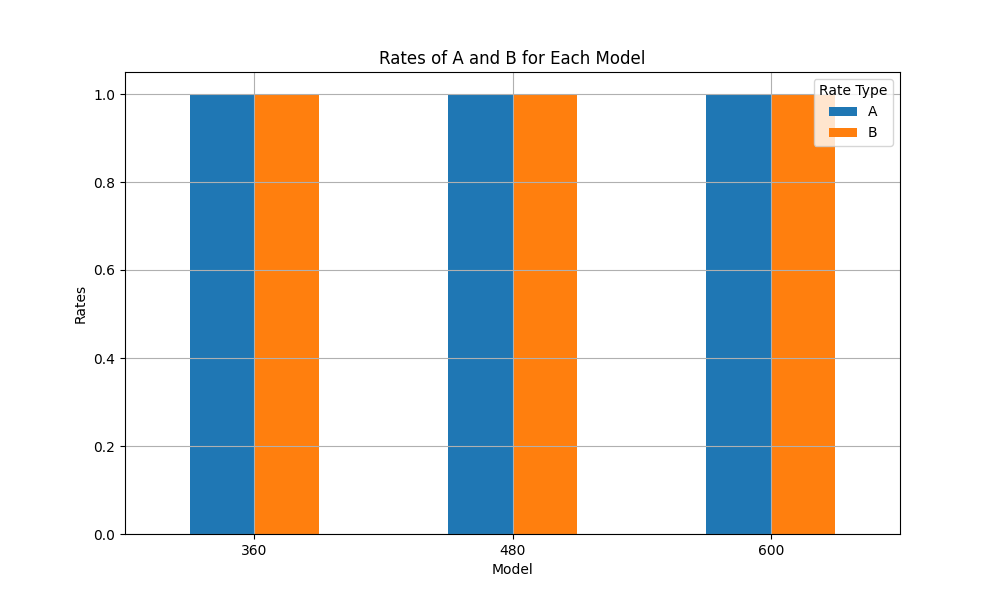 Rates of A and B for Each Model
Rate Type
A
B
1.0
0.8
0.6
0.4
0.2
0.0
Rates
360
480
600
Model